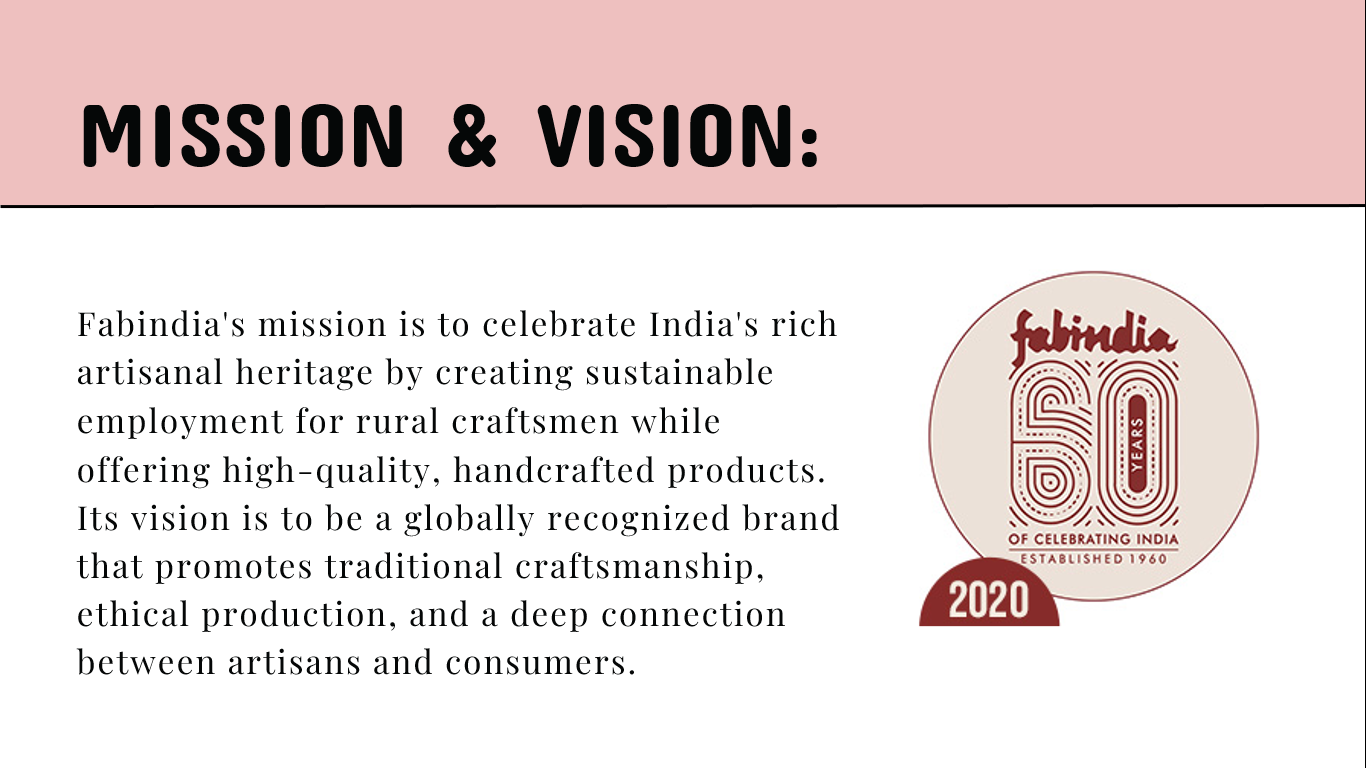 MISSION & VISION:
Fabindia's mission is to celebrate India's rich
artisanal heritage by creating sustainable
employment for rural craftsmen while
offering high-quality, handcrafted products.
Its vision is to be a globally recognized brand
that promotes traditional craftsmanship,
ethical production, and a deep connection
between artisans and consumers.
fabindia
60
YEARS
OF CELEBRATING INDIA
ESTABLISHED 1960
2020